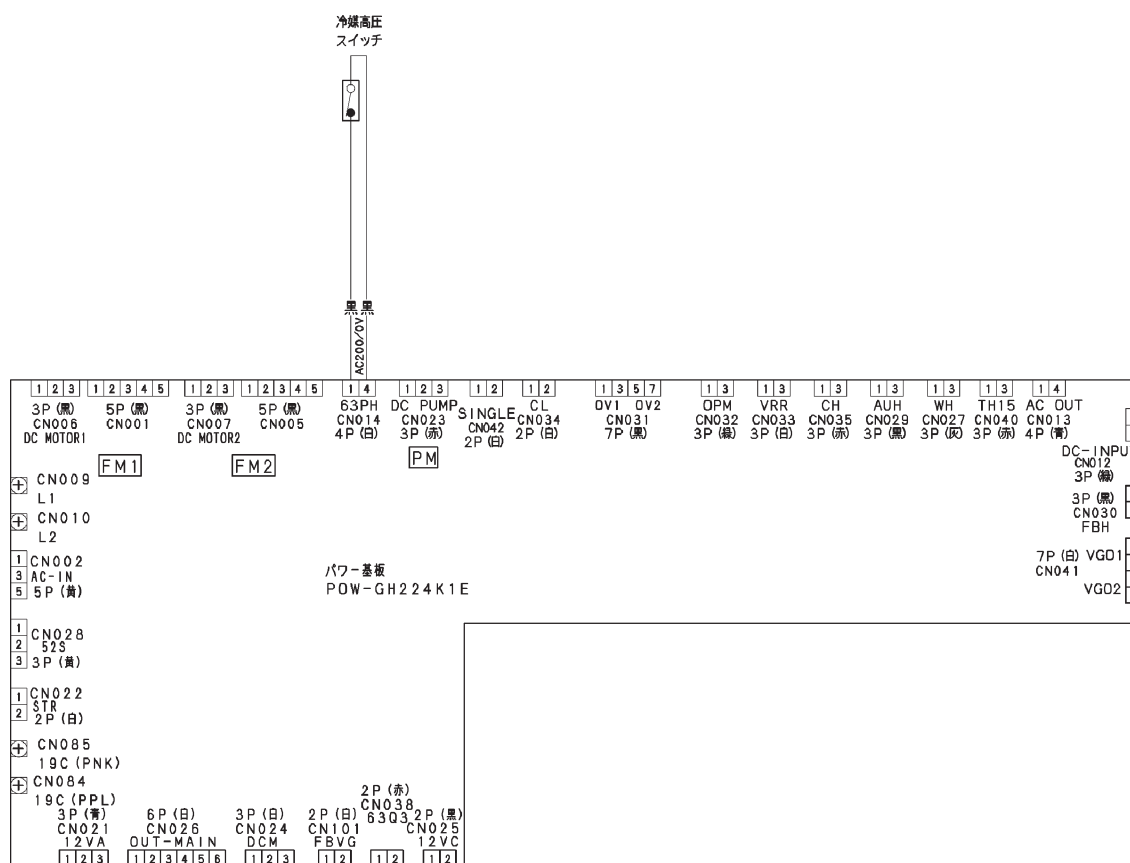 冷媒高圧
スイッチ
黒 黒
AC200/0V
1 2 3
1 2 3 4 5
1 2 3
1 2 3 4 5
1 4
1 2 3
1 2
1 2
1 3 5 7
1 3
1 3
1 3
1 3
1 3
1 3
1 4
3P (黒)
CN006
DC MOTOR1
5P (黒)
CN001
3P (黒)
CN007
DC MOTOR2
5P (黒)
CN005
63PH
CN014
4P (白)
DC PUMP
CN023
3P (赤)
SINGLE
CN042
2P (白)
CL
CN034
2P (白)
OV1 OV2
CN031
7P (黒)
OPM
CN032
3P (緑)
VRR
CN033
3P (白)
CH
CN035
3P (赤)
AUH
CN029
3P (黒)
WH
CN027
3P (灰)
TH15
CN040
3P (赤)
AC OUT
CN013
4P (青)
FM1
FM2
PM
DC-INPU
CN012
3P (緑)
3P (黒)
CN030
FBH
7P (白) VGO1
CN041
VGO2
CN009
L1
CN010
L2
1 CN002
3 AC-IN
5 5P (黄)
パワー基板
POW-GH224K1E
1 CN028
2 52S
3 3P (黄)
1 CN022
STR
2 2P (白)
CN085
19C (PNK)
CN084
19C (PPL)
3P (青)
CN021
12VA
1 2 3
6P (白)
CN026
OUT-MAIN
1 2 3 4 5 6
3P (白)
CN024
DCM
1 2 3
2P (白)
CN101
FBVG
1 2
2P (赤)
CN038
63Q3
1 2
2P (黒)
CN025
12VC
1 2